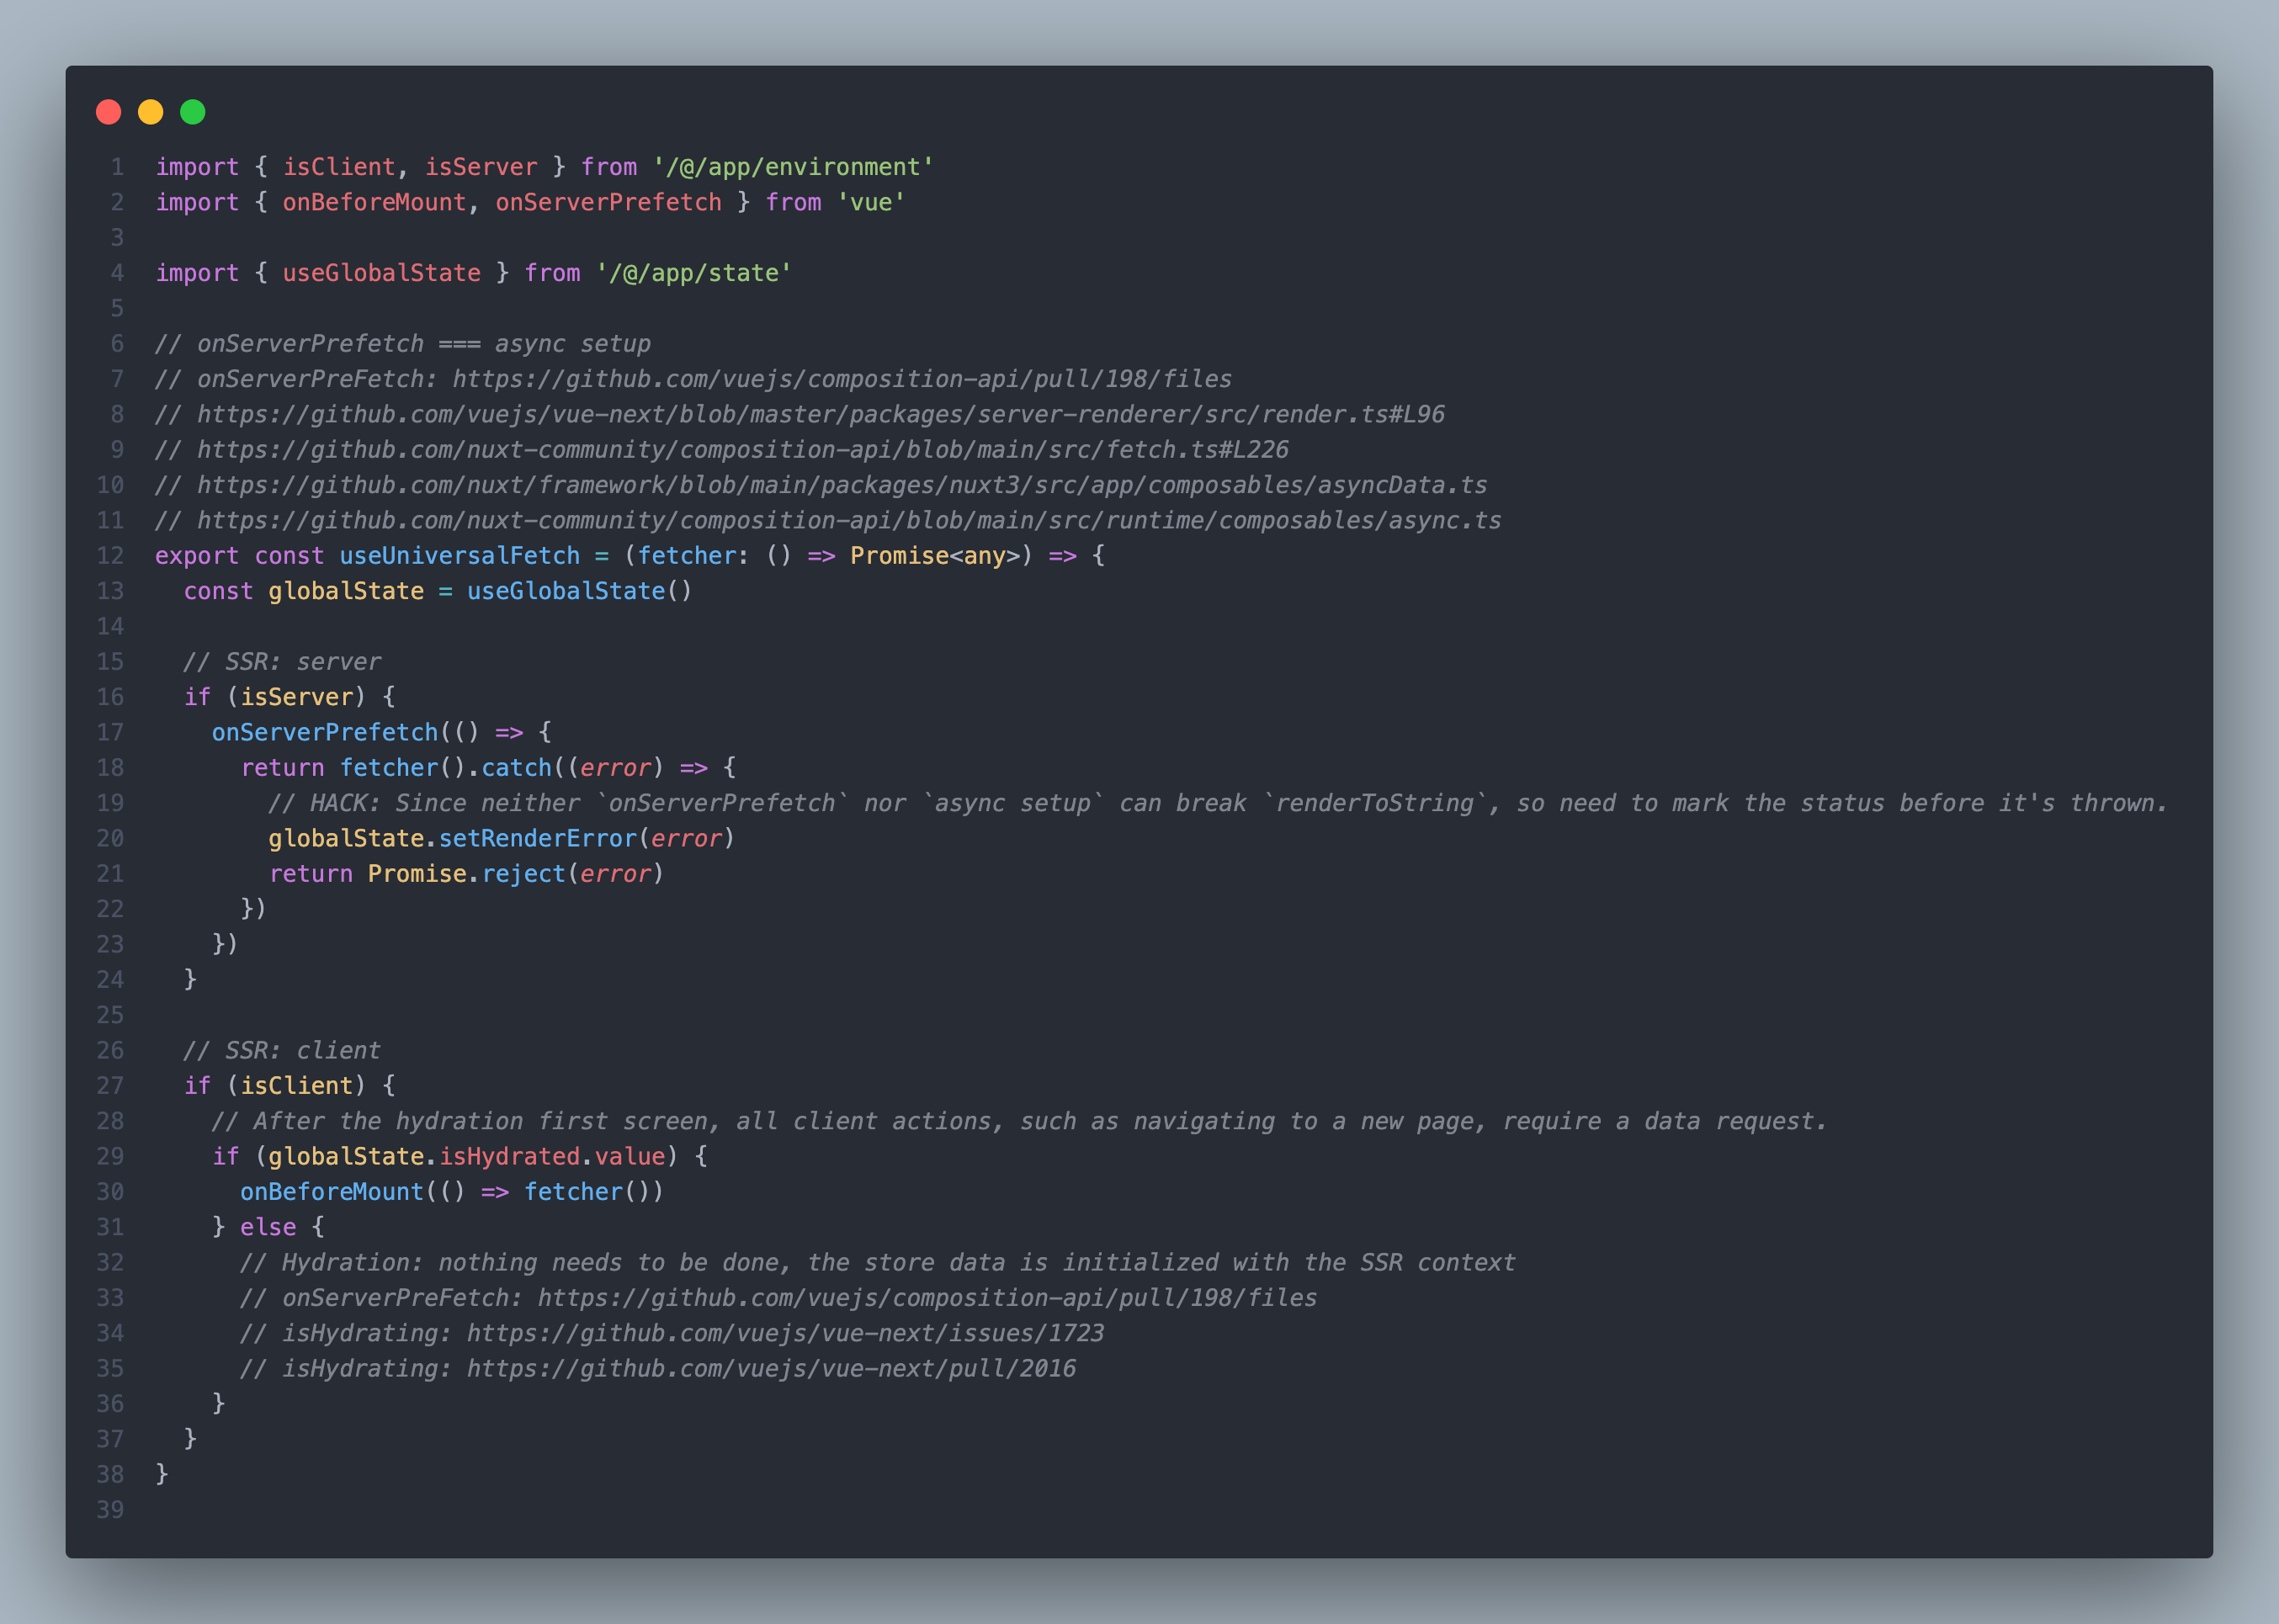 1 import { isClient, isServer } from '/@/app/environment'
2 import { onBeforeMount, onServerPrefetch } from 'vue'
3
4 import { useGlobalState } from '/@/app/state'
5
6 // onServerPrefetch === async setup
7 // onServerPreFetch: https://github.com/vuejs/composition-api/pull/198/files
8 // https://github.com/vuejs/vue-next/blob/master/packages/server-renderer/src/render.ts#L96
9 // https://github.com/nuxt-community/composition-api/blob/main/src/fetch.ts#L226
10 // https://github.com/nuxt/framework/blob/main/packages/nuxt3/src/app/composables/asyncData.ts
11 // https://github.com/nuxt-community/composition-api/blob/main/src/runtime/composables/async.ts
12 export const useUniversalFetch = (fetcher: () => Promise<any>) => {
13   const globalState = useGlobalState()
14
15   // SSR: server
16   if (isServer) {
17     onServerPrefetch(() => {
18       return fetcher().catch((error) => {
19         // HACK: Since neither `onServerPrefetch` nor `async setup` can break `renderToString`, so need to mark the status before it's thrown.
20         globalState.setRenderError(error)
21         return Promise.reject(error)
22       })
23     })
24   }
25
26   // SSR: client
27   if (isClient) {
28     // After the hydration first screen, all client actions, such as navigating to a new page, require a data request.
29     if (globalState.isHydrated.value) {
30       onBeforeMount(() => fetcher())
31     } else {
32       // Hydration: nothing needs to be done, the store data is initialized with the SSR context
33       // onServerPreFetch: https://github.com/vuejs/composition-api/pull/198/files
34       // isHydrating: https://github.com/vuejs/vue-next/issues/1723
35       // isHydrating: https://github.com/vuejs/vue-next/pull/2016
36     }
37   }
38 }
39